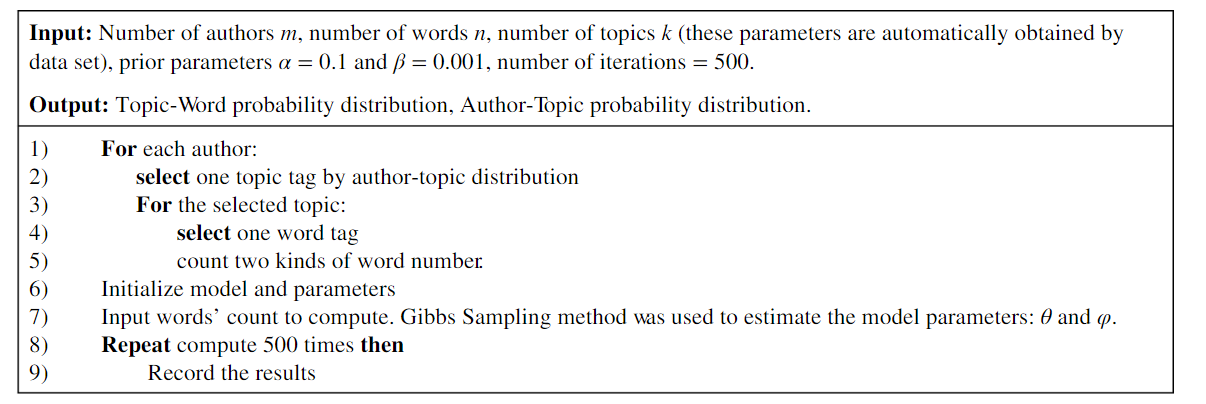 Input: Number of authors m, number of words n, number of topics k (these parameters are automatically obtained by
data set), prior parameters α = 0.1 and β = 0.001, number of iterations = 500.
Output: Topic-Word probability distribution, Author-Topic probability distribution.
1) For each author:
2) select one topic tag by author-topic distribution
3) For the selected topic:
4) select one word tag
5) count two kinds of word number.
6) Initialize model and parameters
7) Input words’ count to compute. Gibbs Sampling method was used to estimate the model parameters: θ and φ.
8) Repeat compute 500 times then
9) Record the results